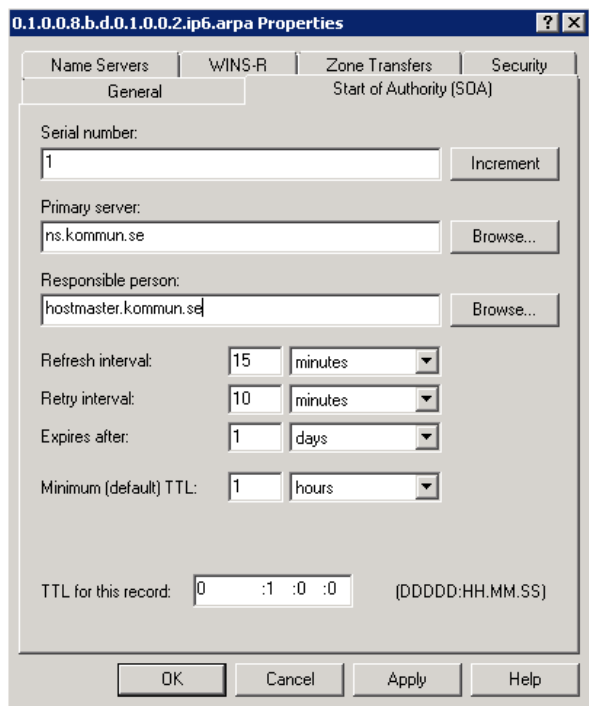 0.1.0.0.8.b.d.0.1.0.0.2.ip6.arpa Properties
Name Servers WINS-R Zone Transfers Security
General Start of Authority (SOA)
Serial number:
1 Increment
Primary server:
ns.kommun.se Browse...
Responsible person:
hostmaster.kommun.se Browse...
Refresh interval: 15 minutes
Retry interval: 10 minutes
Expires after: 1 days
Minimum (default) TTL: 1 hours
TTL for this record: 0 :1 :0 :0 (DDDDD:HH.MM.SS)
OK Cancel Apply Help